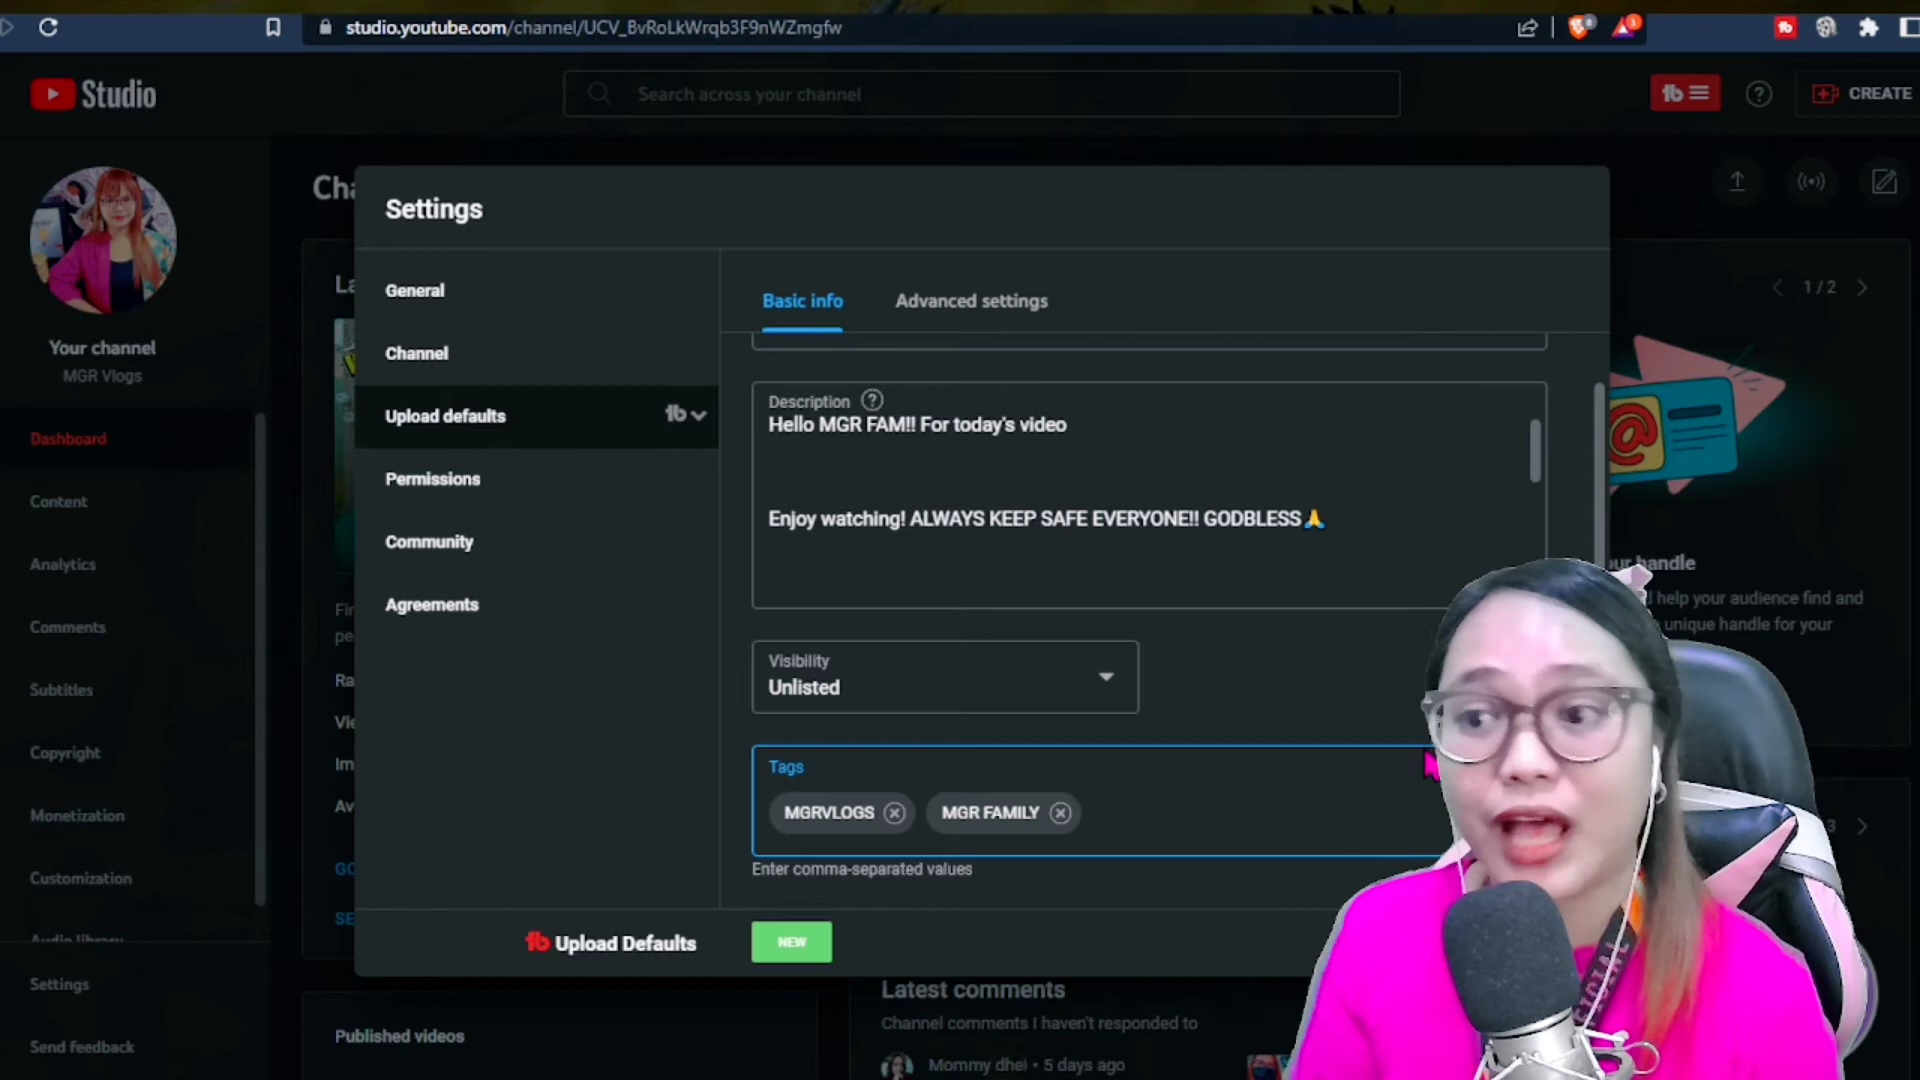 studio.youtube.com/channel/UCV_BvRoLkWrqb3F9nWZmgfw
Studio
Search across your channel
CREATE
Settings
General
Channel
Upload defaults
Permissions
Community
Agreements
Basic info
Advanced settings
Description
Hello MGR FAM!! For today's video
Enjoy watching! ALWAYS KEEP SAFE EVERYONE!! GODBLESS🙏
Visibility
Unlisted
Tags
MGRVLOGS
MGR FAMILY
Enter comma-separated values
tb Upload Defaults
NEW
Your channel
MGR Vlogs
Dashboard
Content
Analytics
Comments
Subtitles
Copyright
Monetization
Customization
Audio library
Settings
Send feedback
1 / 2
handle
help your audience find and
unique handle for your
Published videos
Latest comments
Channel comments I haven't responded to
Mommy dhei • 5 days ago